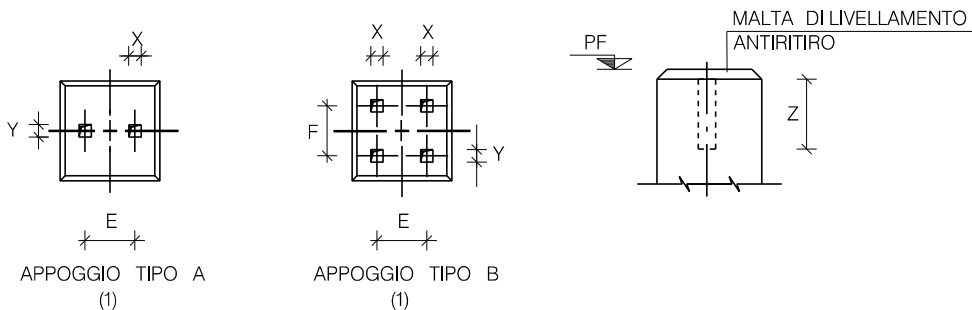 X
Y
E
APPOGGIO TIPO A
(1)
X X
F
Y
E
APPOGGIO TIPO B
(1)
PF
MALTA DI LIVELLAMENTO
ANTIRITIRO
Z